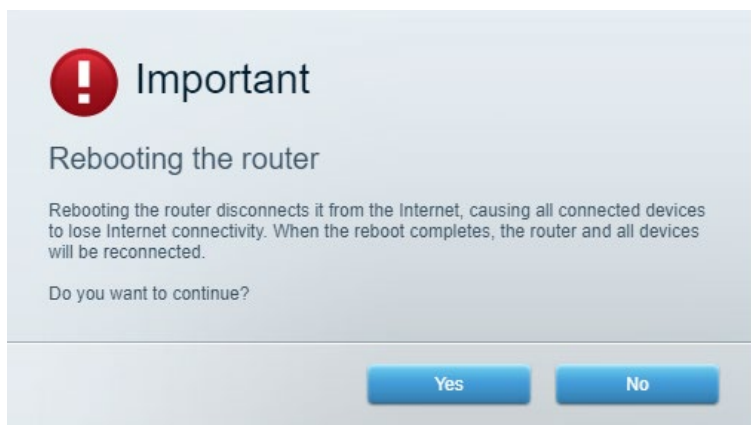 Important
Rebooting the router
Rebooting the router disconnects it from the Internet, causing all connected devices
to lose Internet connectivity. When the reboot completes, the router and all devices
will be reconnected.
Do you want to continue?
Yes No